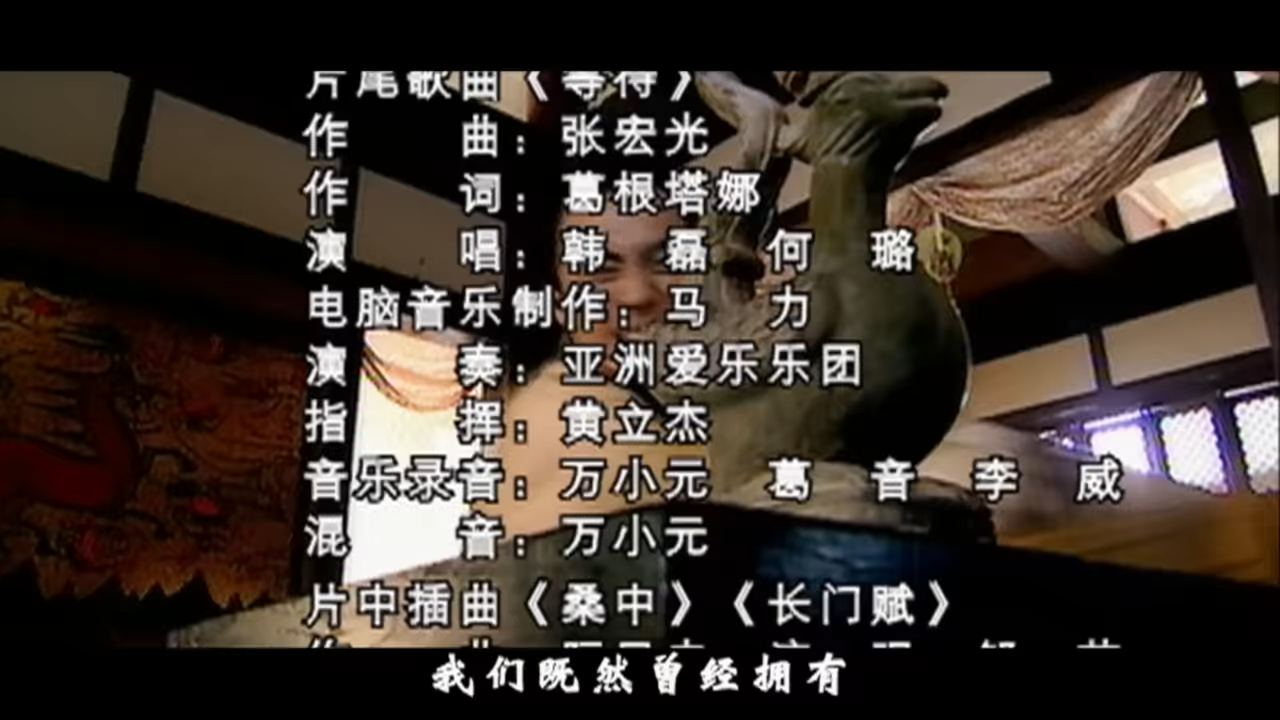 片尾歌曲《等待》
作 曲：张宏光
作 词：葛根塔娜
演 唱：韩 磊 何 璐
电脑音乐制作：马 力
演 奏：亚洲爱乐乐团
指 挥：黄立杰
音乐录音：万小元 葛 音 李 威
混 音：万小元
片中插曲《桑中》《长门赋》
我们既然曾经拥有